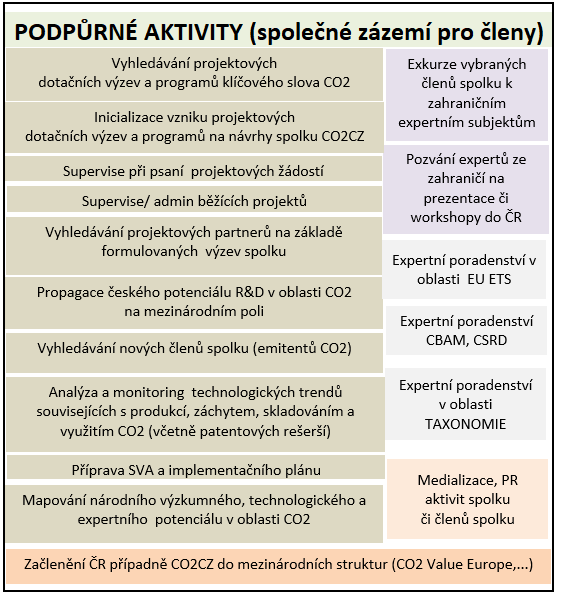 PODPŮRNÉ AKTIVITY (společné zázemí pro členy)
Vyhledávání projektových
dotačních výzev a programů klíčového slova CO2
Inicializace vzniku projektových
dotačních výzev a programů na návrhy spolku CO2CZ
Supervise při psaní projektových žádostí
Supervise/ admin běžících projektů
Vyhledávání projektových partnerů na základě
formulovaných výzev spolku
Propagace českého potenciálu R&D v oblasti CO2
na mezinárodním poli
Vyhledávání nových členů spolku (emitentů CO2)
Analýza a monitoring technologických trendů
souvisejících s produkcí, záchytem, skladováním a
využitím CO2 (včetně patentových rešerší)
Příprava SVA a implementačního plánu
Mapování národního výzkumného, technologického a
expertního potenciálu v oblasti CO2
Exkurze vybraných
členů spolku k
zahraničním
expertním subjektům
Pozvání expertů ze
zahraničí na
prezentace či
workshopy do ČR
Expertní poradenství v
oblasti EU ETS
Expertní poradenství
CBAM, CSRD
Expertní poradenství
v oblasti
TAXONOMIE
Medializace, PR
aktivit spolku
či členů spolku
Začlenění ČR případně CO2CZ do mezinárodních struktur (CO2 Value Europe,...)